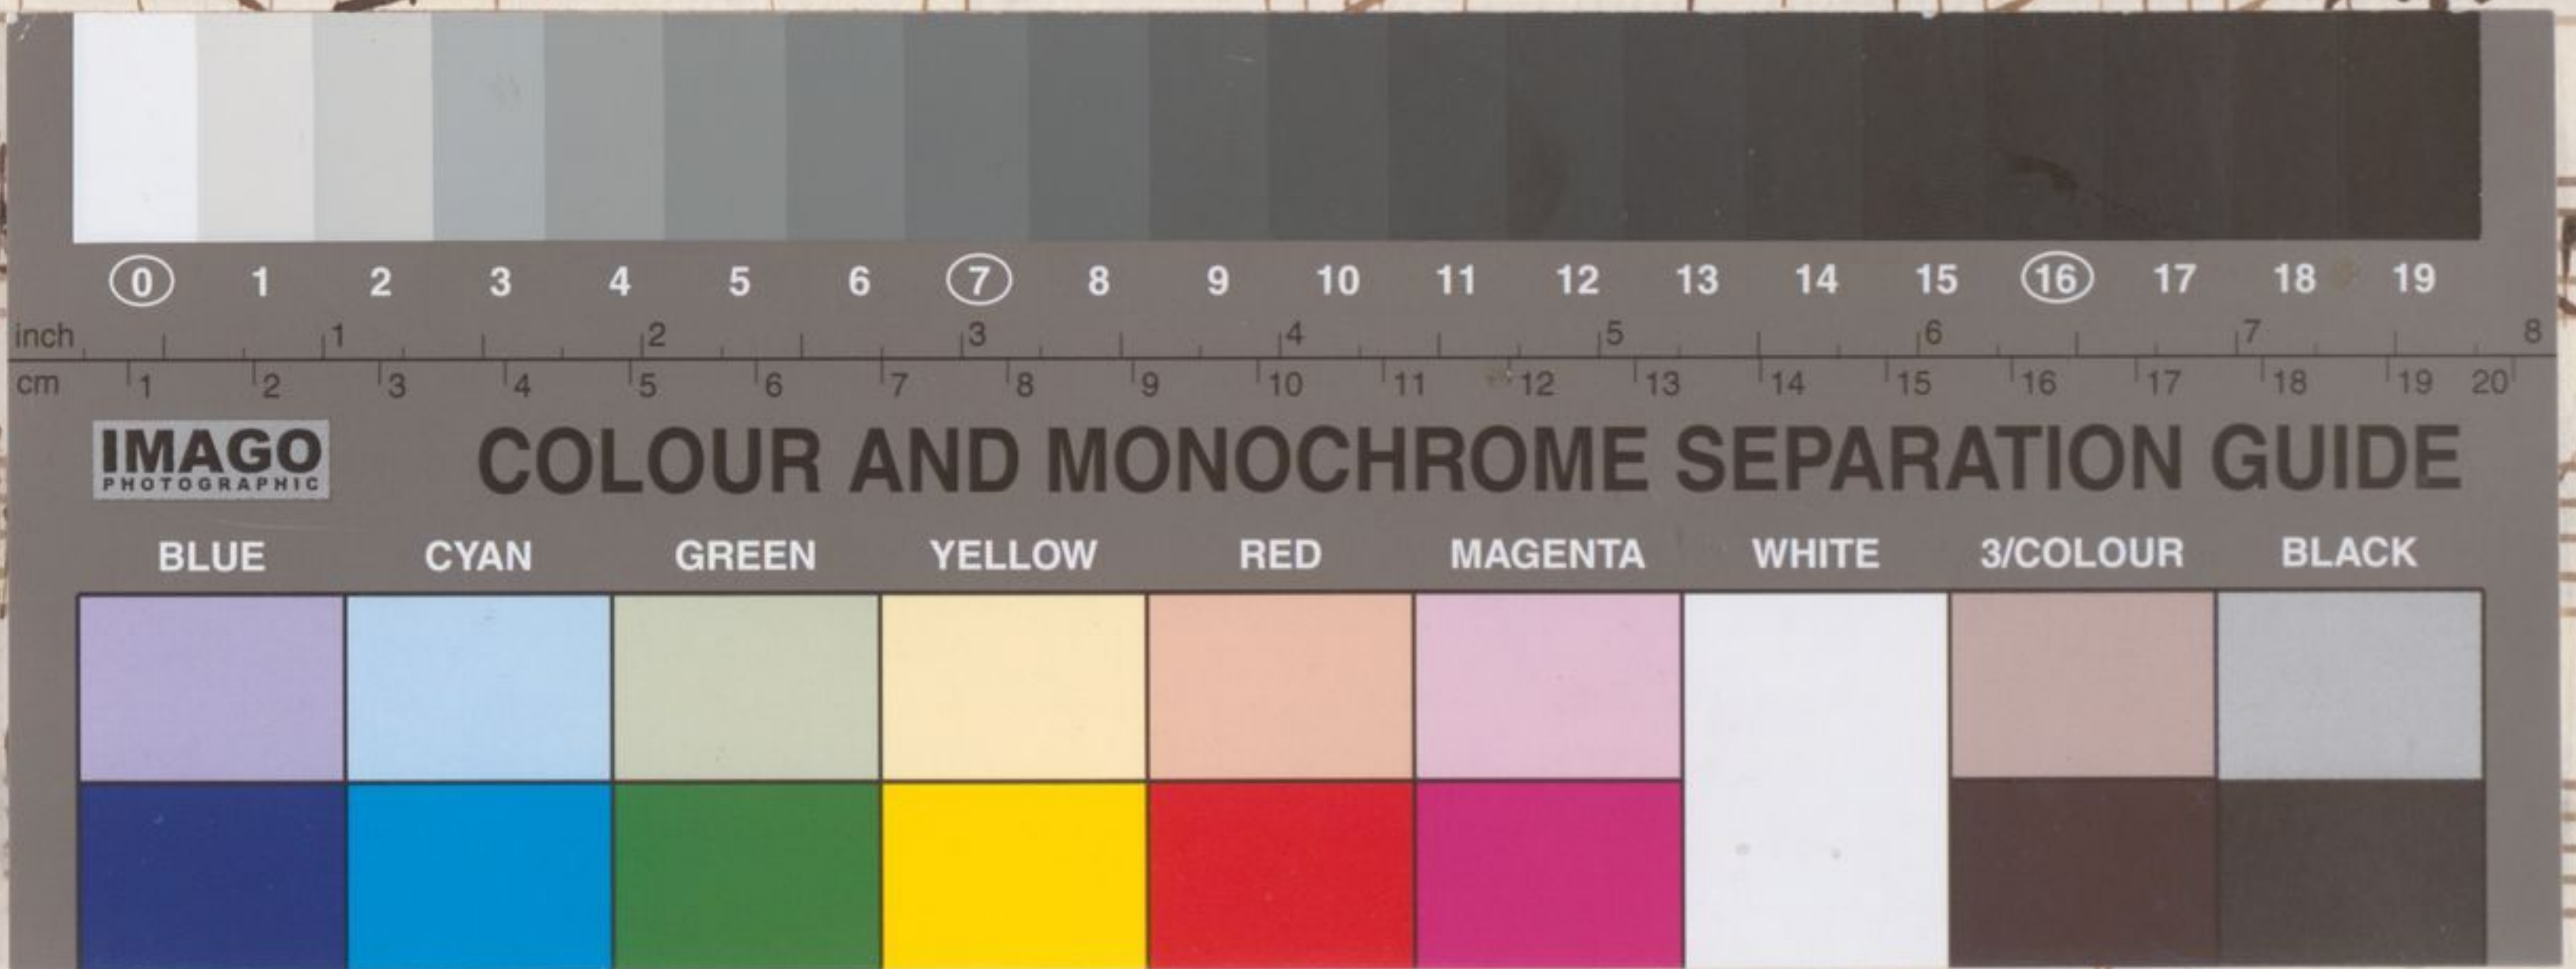 0 1 2 3 4 5 6 7 8 9 10 11 12 13 14 15 16 17 18 19
inch 1 2 3 4 5 6 7 8
cm 1 2 3 4 5 6 7 8 9 10 11 12 13 14 15 16 17 18 19 20
IMAGO
PHOTOGRAPHIC
COLOUR AND MONOCHROME SEPARATION GUIDE
BLUE CYAN GREEN YELLOW RED MAGENTA WHITE 3/COLOUR BLACK